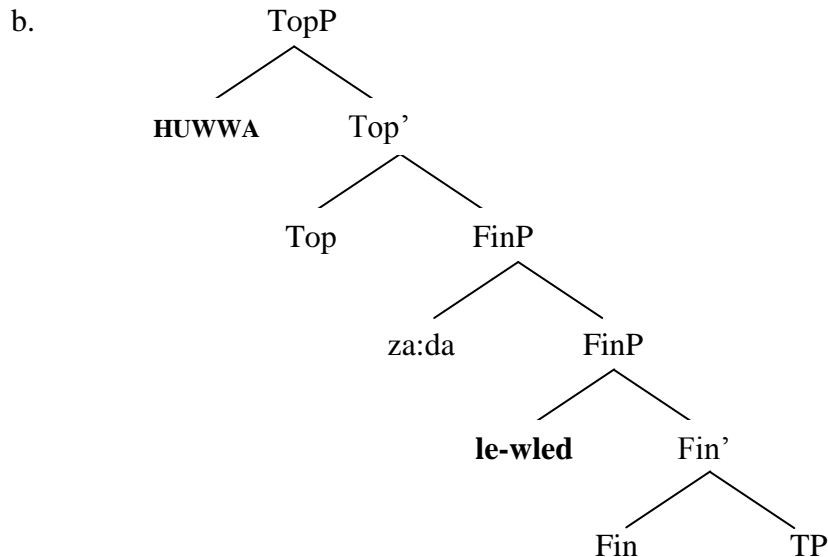 b. TopP
HUWWA Top’
Top FinP
za:da FinP
le-wled Fin’
Fin TP